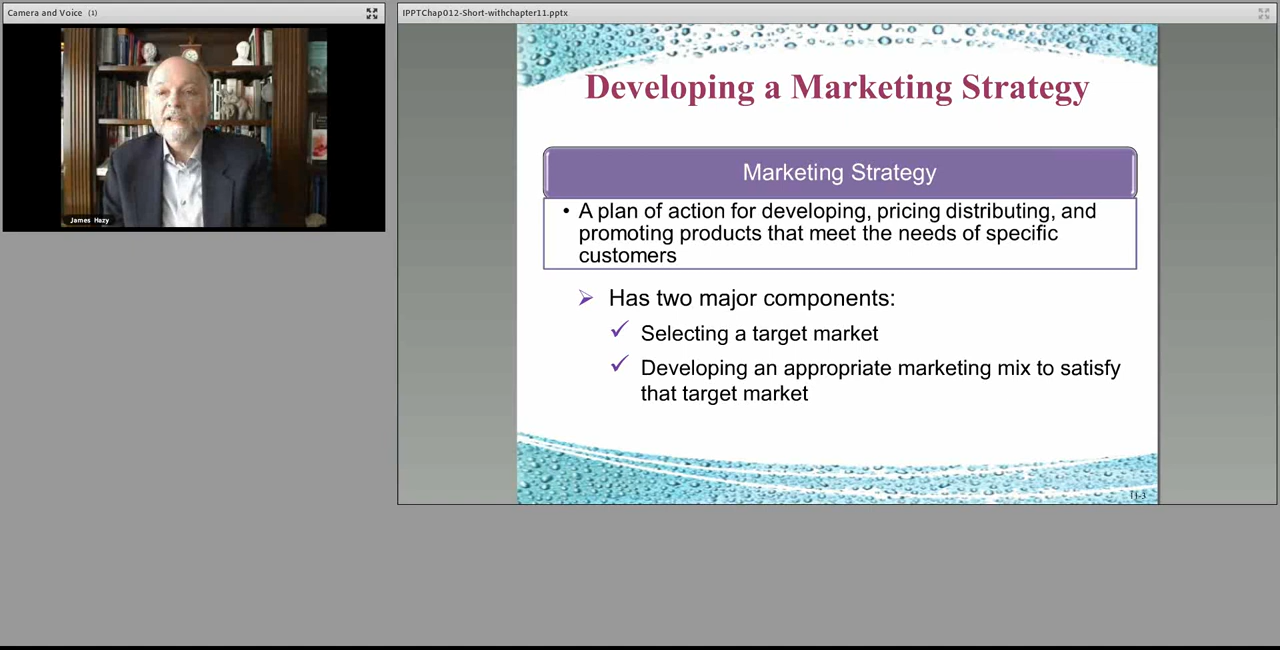 Camera and Voice (1)
James Hazy
IPPTChap012-Short-withchapter11.pptx
Developing a Marketing Strategy
Marketing Strategy
• A plan of action for developing, pricing distributing, and
promoting products that meet the needs of specific
customers
➢ Has two major components:
✓ Selecting a target market
✓ Developing an appropriate marketing mix to satisfy
that target market
11-3